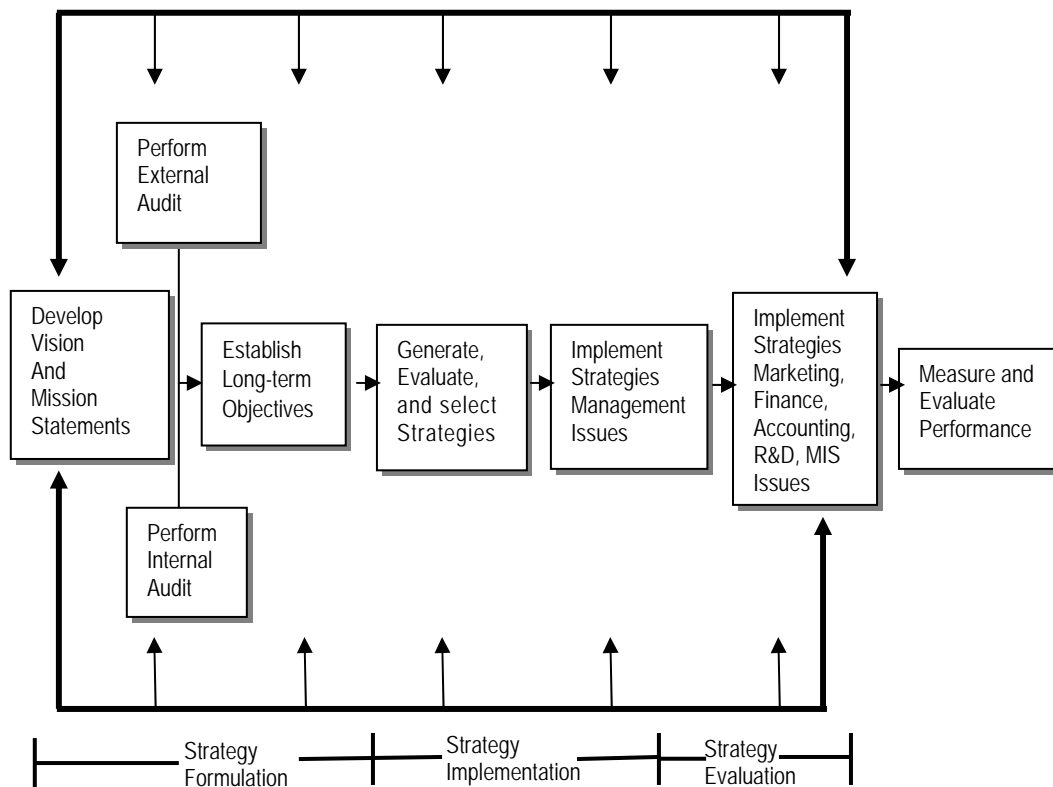 Perform
External
Audit
Develop
Vision
And
Mission
Statements
Establish
Long-term
Objectives
Generate,
Evaluate,
and select
Strategies
Implement
Strategies
Management
Issues
Implement
Strategies
Marketing,
Finance,
Accounting,
R&D, MIS
Issues
Measure and
Evaluate
Performance
Perform
Internal
Audit
Strategy
Formulation
Strategy
Implementation
Strategy
Evaluation